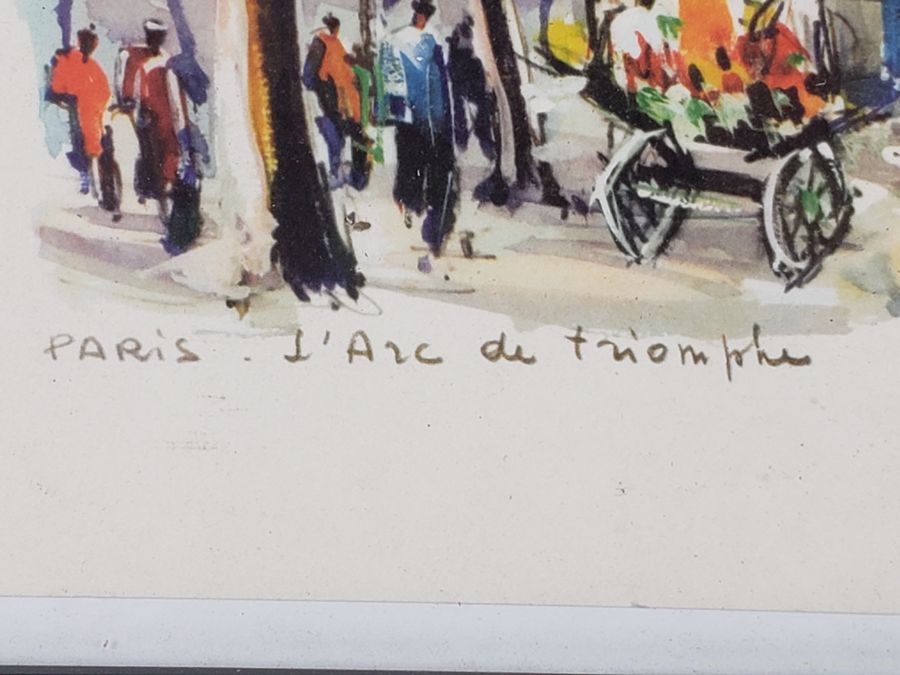 PARiS . l'Arc de triomphe